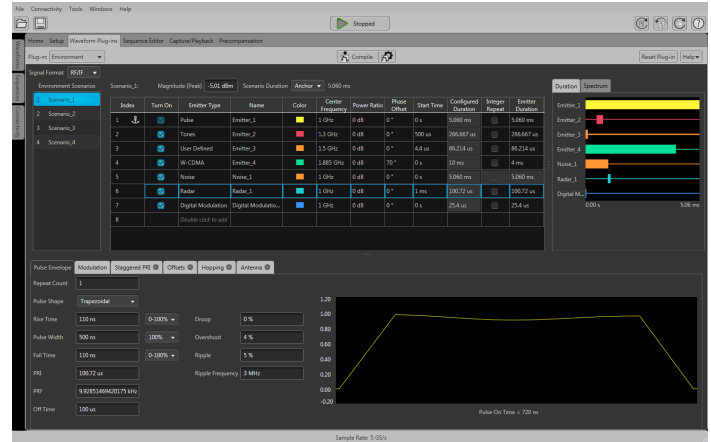 File Connectivity Tools Windows Help
Stopped
Home Setup Waveform Plug-ins Sequence Editor Capture/Playback Precompensation
Waveforms
Sequences
Connectivity
Plug-in: Environment Compile Reset Plug-in Help
Signal Format RF/IF
Environment Scenarios
1 Scenario_1
2 Scenario_2
3 Scenario_3
4 Scenario_4
Scenario_1: Magnitude (Peak) -5.01 dBm Scenario Duration Anchor 5.060 ms
Index Turn On Emitter Type Name Color Center Frequency Power Ratio Phase Offset Start Time Configured Duration Integer Repeat Emitter Duration
1 Pulse Emitter_1 1 GHz 0 dB 0 ° 0 s 5.060 ms 5.060 ms
2 Tones Emitter_2 1.3 GHz 0 dB 0 ° 500 us 266.667 us 266.667 us
3 User Defined Emitter_3 1.5 GHz 0 dB 0 ° 4.4 us 86.214 us 86.214 us
4 W-CDMA Emitter_4 1.885 GHz 0 dB 70 ° 0 s 10 ms 4 ms
5 Noise Noise_1 1 GHz 0 dB 0 ° 0 s 5.060 ms 5.060 ms
6 Radar Radar_1 1 GHz 0 dB 0 ° 1 ms 100.72 us 100.72 us
7 Digital Modulation Digital Modulatio... 1 GHz 0 dB 0 ° 0 s 25.4 us 25.4 us
8 Double click to add
Duration Spectrum
Emitter_1
Emitter_2
Emitter_3
Emitter_4
Noise_1
Radar_1
Digital M...
0.00 s 5.06 ms
Pulse Envelope Modulation Staggered PRI Offsets Hopping Antenna
Repeat Count 1
Pulse Shape Trapezoidal
Rise Time 110 ns 0-100% Droop 0 %
Pulse Width 500 ns 100% Overshoot 4 %
Fall Time 110 ns 0-100% Ripple 5 %
PRI 100.72 us Ripple Frequency 3 MHz
PRF 9.92851469420175 kHz
Off Time 100 us
1.20
1.00
0.80
0.60
0.40
0.20
0.00
-0.20
Pulse On Time = 720 ns
Sample Rate: 5 GS/s